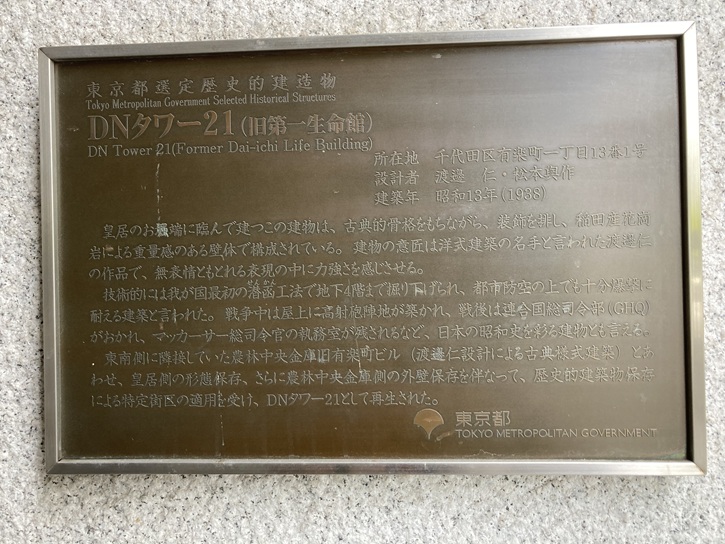 東京都選定歴史的建造物
Tokyo Metropolitan Government Selected Historical Structures
DNタワー21(旧第一生命館)
DN Tower 21(Former Dai-ichi Life Building)
所在地 千代田区有楽町一丁目13番1号
設計者 渡邊 仁・松本與作
建築年 昭和13年(1938)
皇居のお濠端に臨んで建つこの建物は、古典的骨格をもちながら、装飾を排し、稲田産花崗
岩による重量感のある壁体で構成されている。建物の意匠は洋式建築の名手と言われた渡邊仁
の作品で、無表情ともとれる表現の中に力強さを感じさせる。
技術的には我が国最初の潜函工法で地下4階まで掘り下げられ、都市防空の上でも十分爆撃に
耐える建築と言われた。戦争中は屋上に高射砲陣地が築かれ、戦後は連合国総司令部(GHQ)
がおかれ、マッカーサー総司令官の執務室が残されるなど、日本の昭和史を彩る建物とも言える。
東南側に隣接していた農林中央金庫旧有楽町ビル(渡邊仁設計による古典様式建築)とあ
わせ、皇居側の形態保存、さらに農林中央金庫側の外壁保存を伴なって、歴史的建築物保存
による特定街区の適用を受け、DNタワー21として再生された。
東京都
TOKYO METROPOLITAN GOVERNMENT